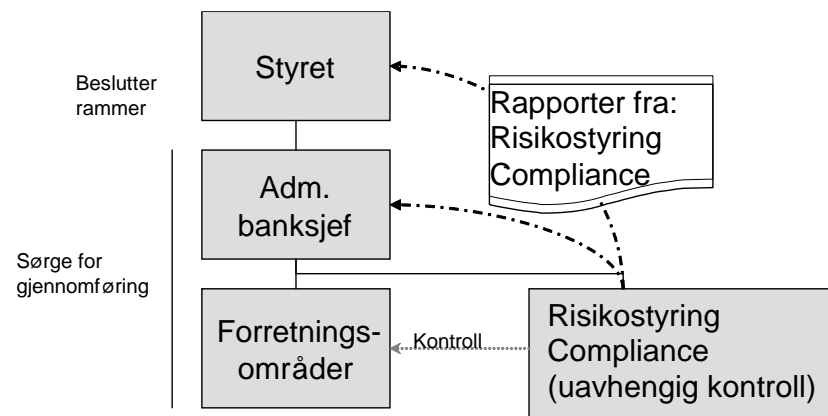 Styret
Beslutter
rammer
Rapporter fra:
Risikostyring
Compliance
Adm.
banksjef
Sørge for
gjennomføring
Forretnings-
områder
Kontroll
Risikostyring
Compliance
(uavhengig kontroll)